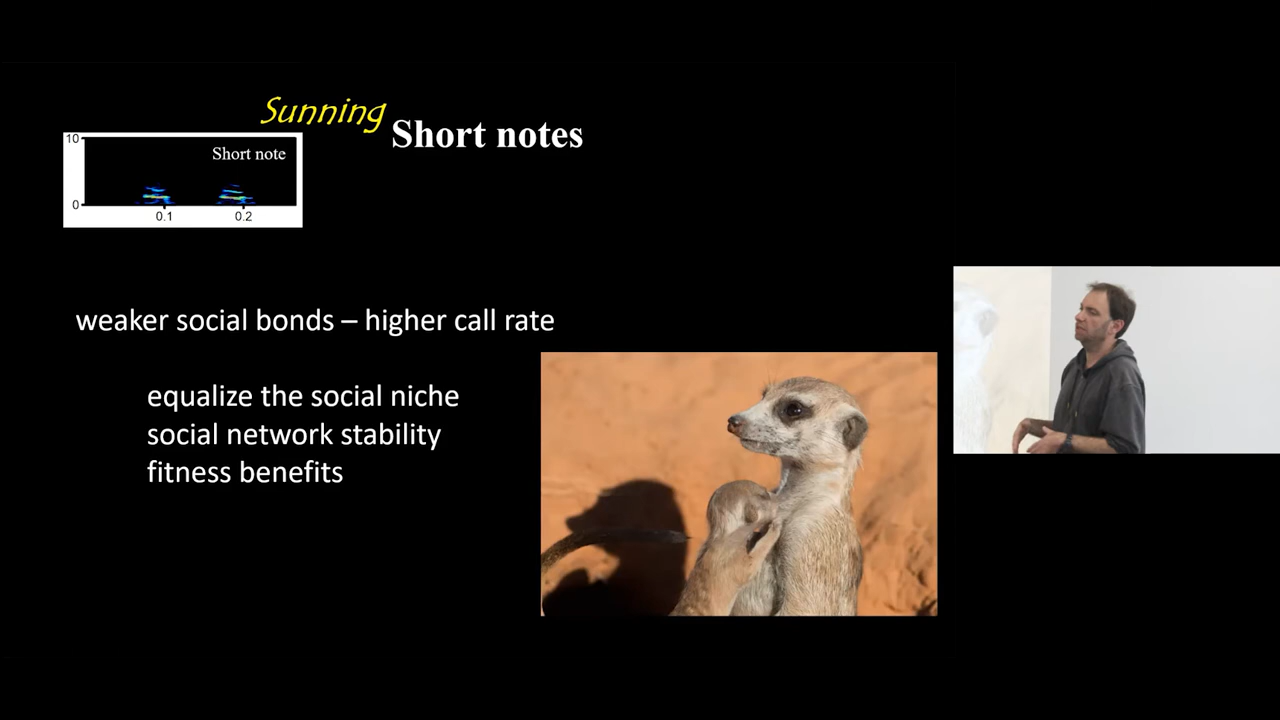 Sunning
Short notes
10
Short note
0
0.1 0.2
weaker social bonds – higher call rate
equalize the social niche
social network stability
fitness benefits